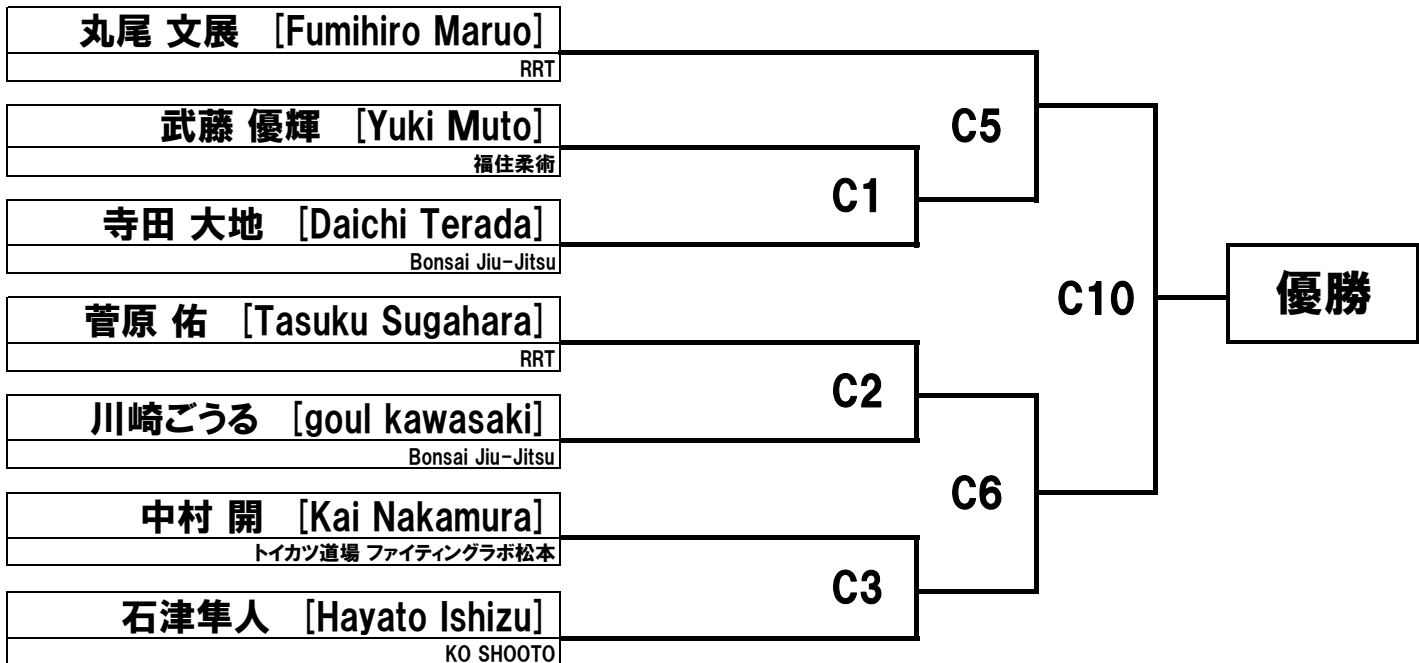 丸尾 文展 [Fumihiro Maruo]
RRT
武藤 優輝 [Yuki Muto]
福住柔術
寺田 大地 [Daichi Terada]
Bonsai Jiu-Jitsu
菅原 佑 [Tasuku Sugahara]
RRT
川崎ごうる [goul kawasaki]
Bonsai Jiu-Jitsu
中村 開 [Kai Nakamura]
トイカツ道場 ファイティングラボ松本
石津隼人 [Hayato Ishizu]
KO SHOOTO
C1
C2
C3
C5
C6
C10
優勝